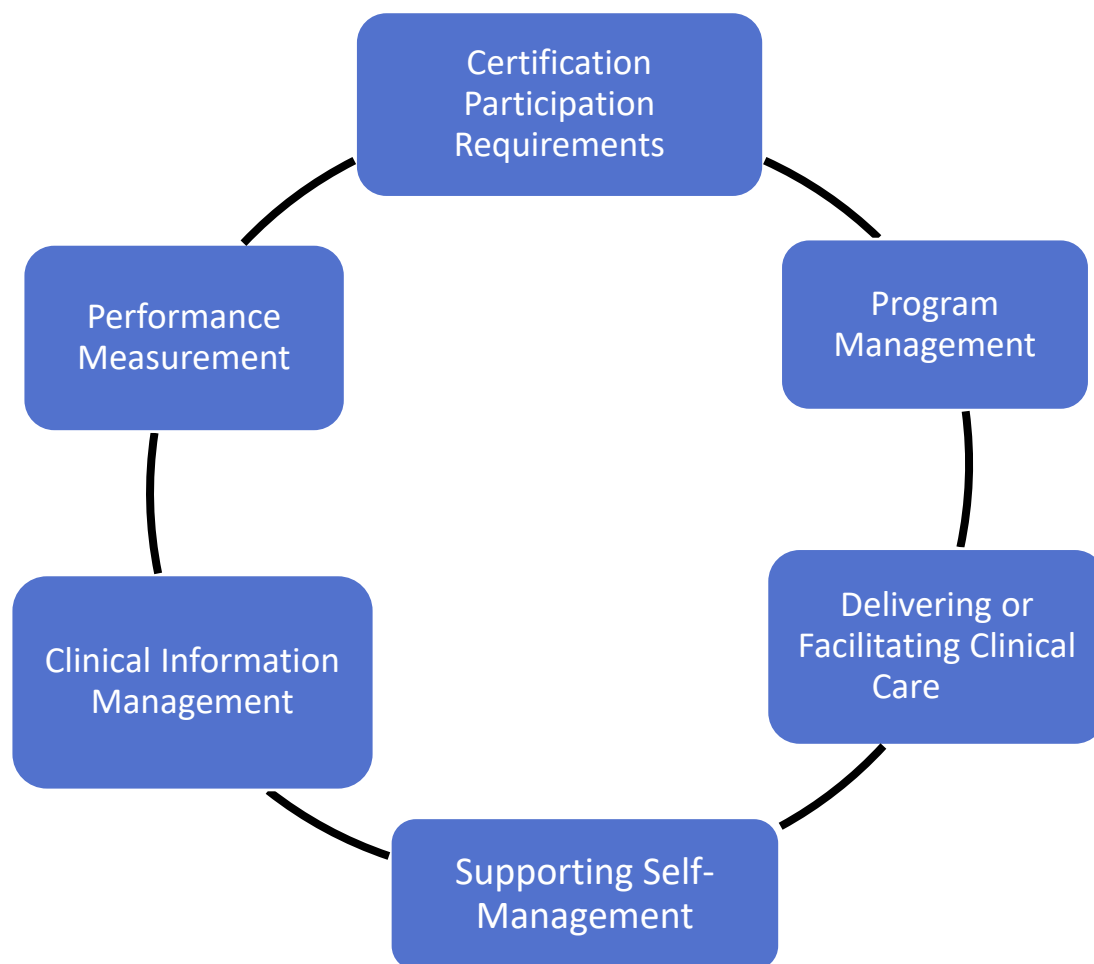 Certification
Participation
Requirements
Program
Management
Delivering or
Facilitating Clinical
Care
Supporting Self-
Management
Clinical Information
Management
Performance
Measurement